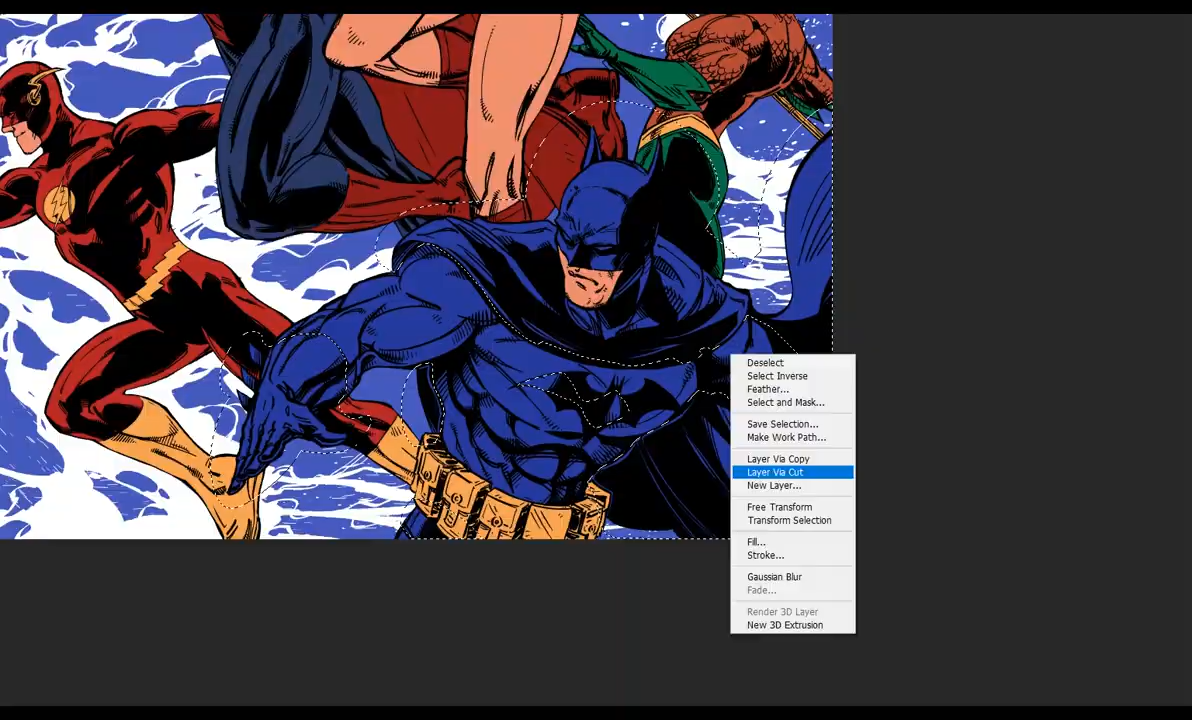 Deselect
Select Inverse
Feather...
Select and Mask...
Save Selection...
Make Work Path...
Layer Via Copy
Layer Via Cut
New Layer...
Free Transform
Transform Selection
Fill...
Stroke...
Gaussian Blur
Fade...
Render 3D Layer
New 3D Extrusion